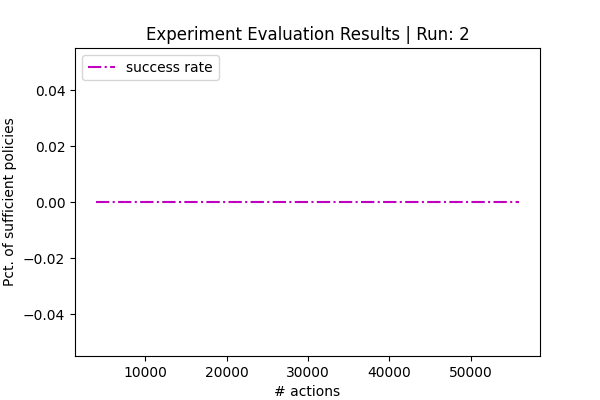 Experiment Evaluation Results | Run: 2
success rate
Pct. of sufficient policies
0.04
0.02
0.00
−0.02
−0.04
10000 20000 30000 40000 50000
# actions